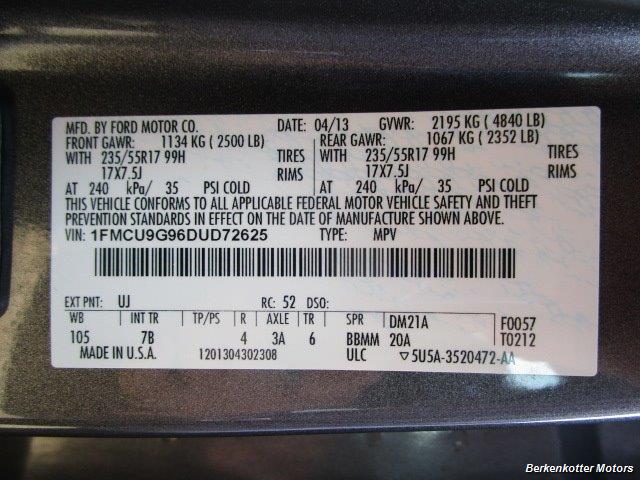 MFD. BY FORD MOTOR CO. DATE: 04/13 GVWR: 2195 KG ( 4840 LB)
FRONT GAWR: 1134 KG ( 2500 LB) REAR GAWR: 1067 KG ( 2352 LB)
WITH 235/55R17 99H TIRES WITH 235/55R17 99H TIRES
17X7.5J RIMS 17X7.5J RIMS
AT 240 kPa/ 35 PSI COLD AT 240 kPa/ 35 PSI COLD
THIS VEHICLE CONFORMS TO ALL APPLICABLE FEDERAL MOTOR VEHICLE SAFETY AND THEFT
PREVENTION STANDARDS IN EFFECT ON THE DATE OF MANUFACTURE SHOWN ABOVE.
VIN: 1FMCU9G96DUD72625 TYPE: MPV
EXT PNT: UJ RC: 52 DSO:
WB INT TR TP/PS R AXLE TR SPR DM21A F0057
105 7B 4 3A 6 BBMM 20A T0212
MADE IN U.S.A. 1201304302308 ULC ▽5U5A-3520472-AA
Berkenkotter Motors